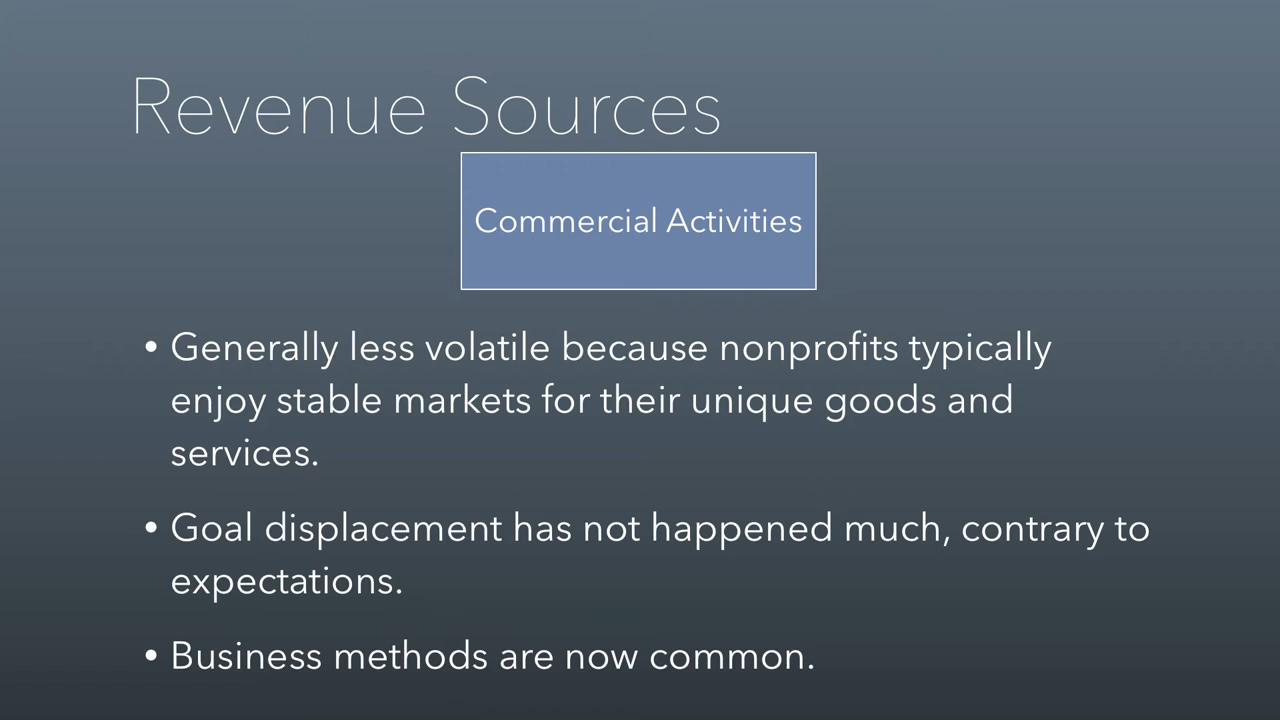 Revenue Sources
Commercial Activities
• Generally less volatile because nonprofits typically
enjoy stable markets for their unique goods and
services.
• Goal displacement has not happened much, contrary to
expectations.
• Business methods are now common.